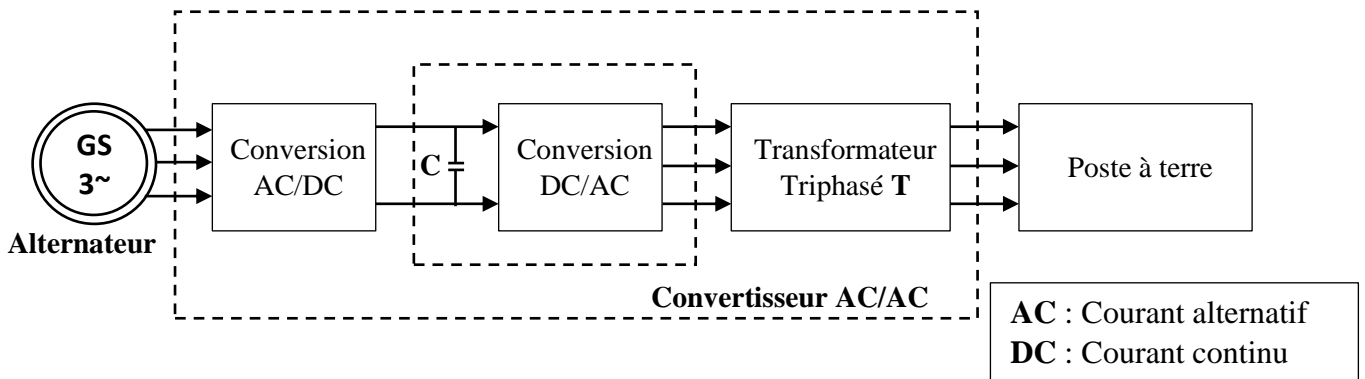 GS
3~
Alternateur
Conversion
AC/DC
C
Conversion
DC/AC
Transformateur
Triphasé T
Poste à terre
Convertisseur AC/AC
AC : Courant alternatif
DC : Courant continu